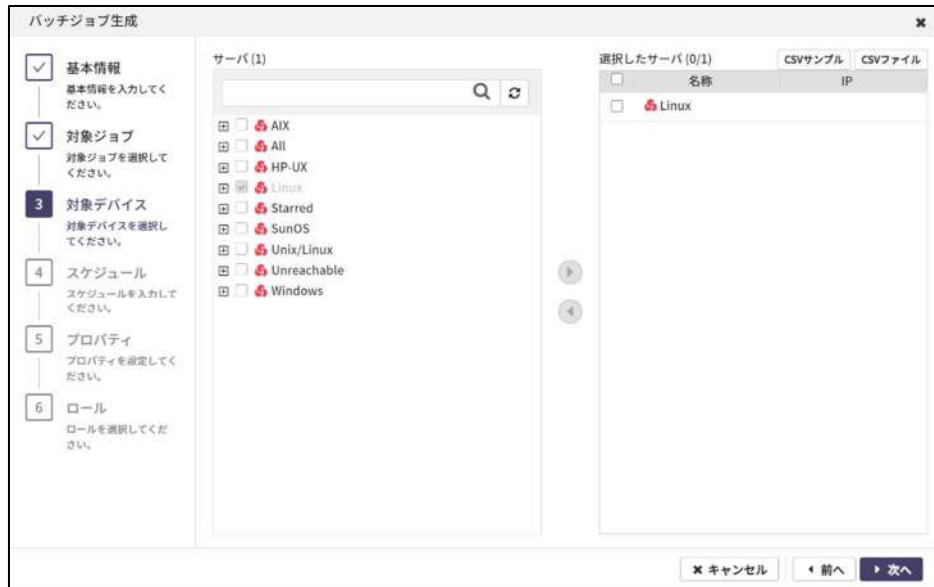 バッチジョブ生成
基本情報
基本情報を入力してく
ださい。
対象ジョブ
対象ジョブを選択して
ください。
3 対象デバイス
対象デバイスを選択し
てください。
4 スケジュール
スケジュールを入力して
ください。
5 プロパティ
プロパティを設定してく
ださい。
6 ロール
ロールを選択してくだ
さい。
サーバ (1)
AIX
All
HP-UX
Linux
Starred
SunOS
Unix/Linux
Unreachable
Windows
選択したサーバ (0/1) CSVサンプル CSVファイル
名称 IP
Linux
キャンセル 前へ 次へ